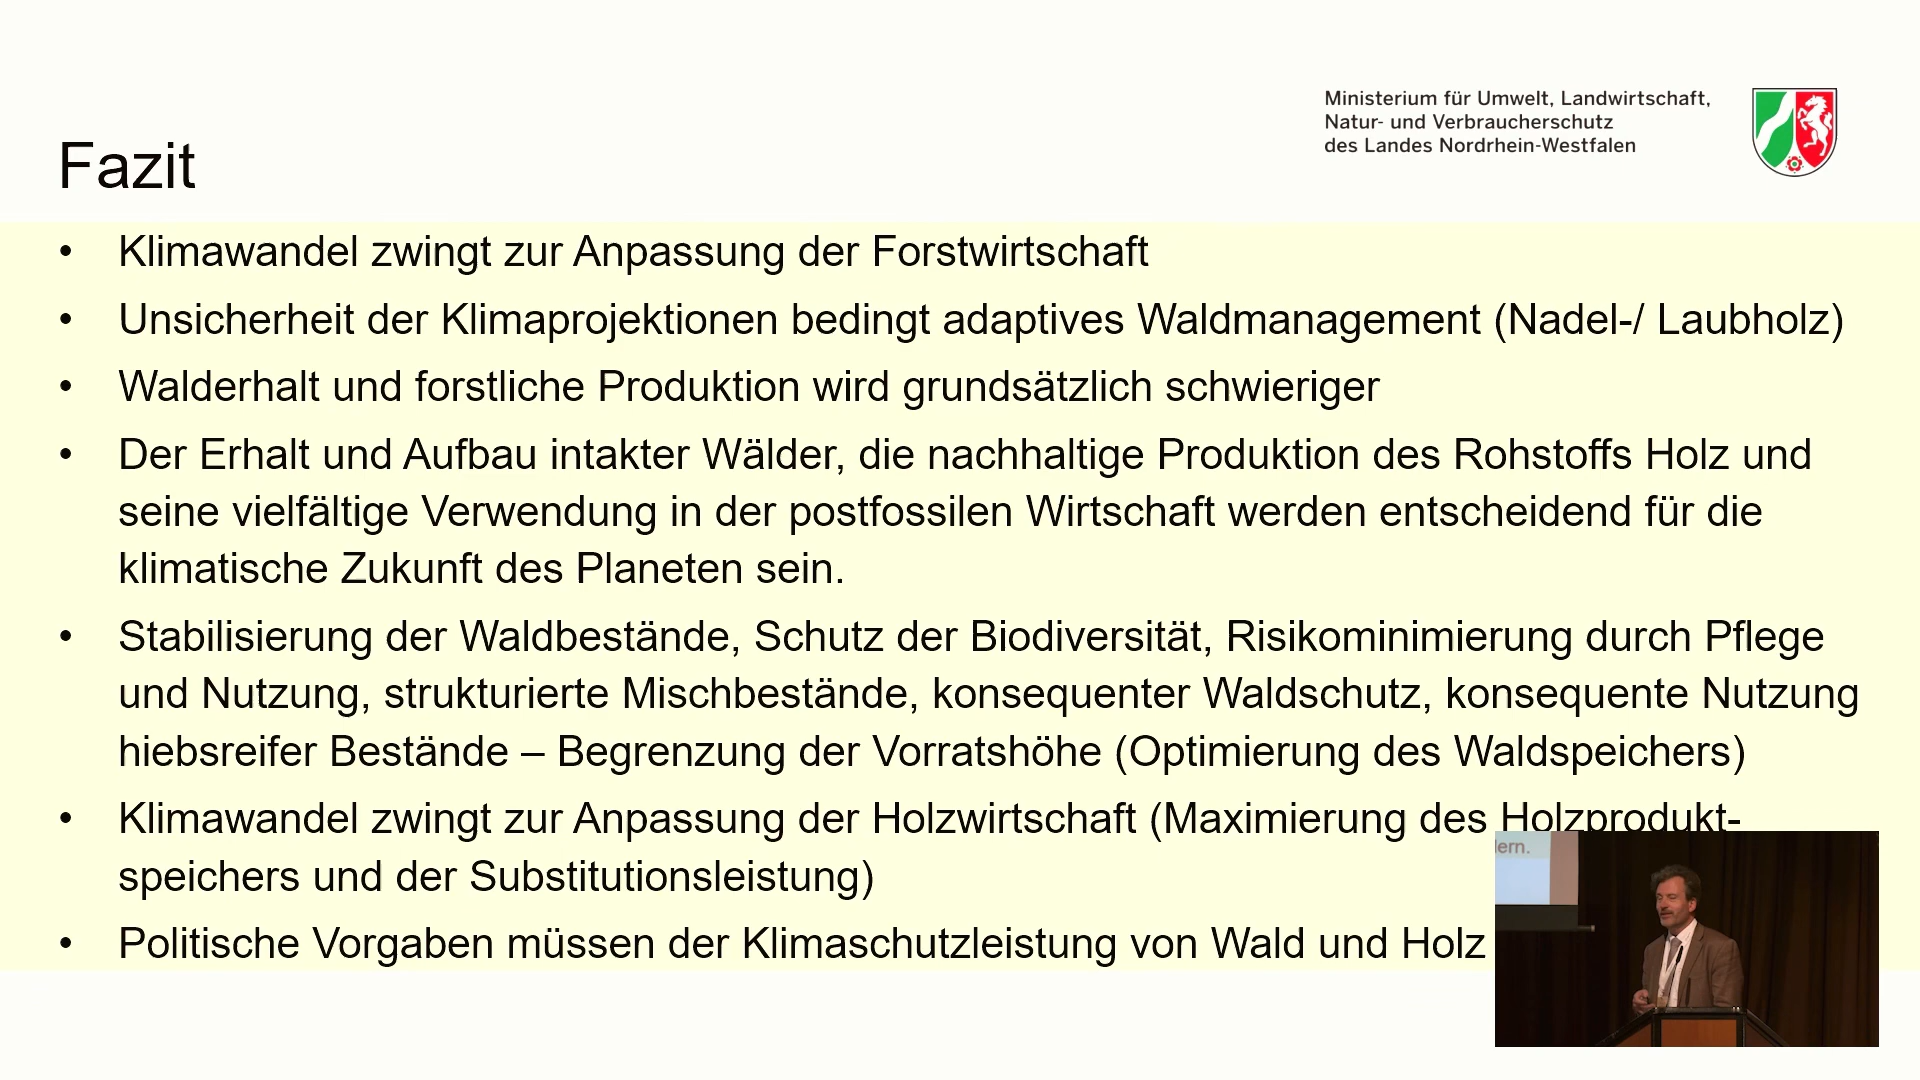 Ministerium für Umwelt, Landwirtschaft,
Natur- und Verbraucherschutz
des Landes Nordrhein-Westfalen
Fazit
• Klimawandel zwingt zur Anpassung der Forstwirtschaft
• Unsicherheit der Klimaprojektionen bedingt adaptives Waldmanagement (Nadel-/ Laubholz)
• Walderhalt und forstliche Produktion wird grundsätzlich schwieriger
• Der Erhalt und Aufbau intakter Wälder, die nachhaltige Produktion des Rohstoffs Holz und
seine vielfältige Verwendung in der postfossilen Wirtschaft werden entscheidend für die
klimatische Zukunft des Planeten sein.
• Stabilisierung der Waldbestände, Schutz der Biodiversität, Risikominimierung durch Pflege
und Nutzung, strukturierte Mischbestände, konsequenter Waldschutz, konsequente Nutzung
hiebsreifer Bestände – Begrenzung der Vorratshöhe (Optimierung des Waldspeichers)
• Klimawandel zwingt zur Anpassung der Holzwirtschaft (Maximierung des Holzprodukt-
speichers und der Substitutionsleistung)
• Politische Vorgaben müssen der Klimaschutzleistung von Wald und Holz